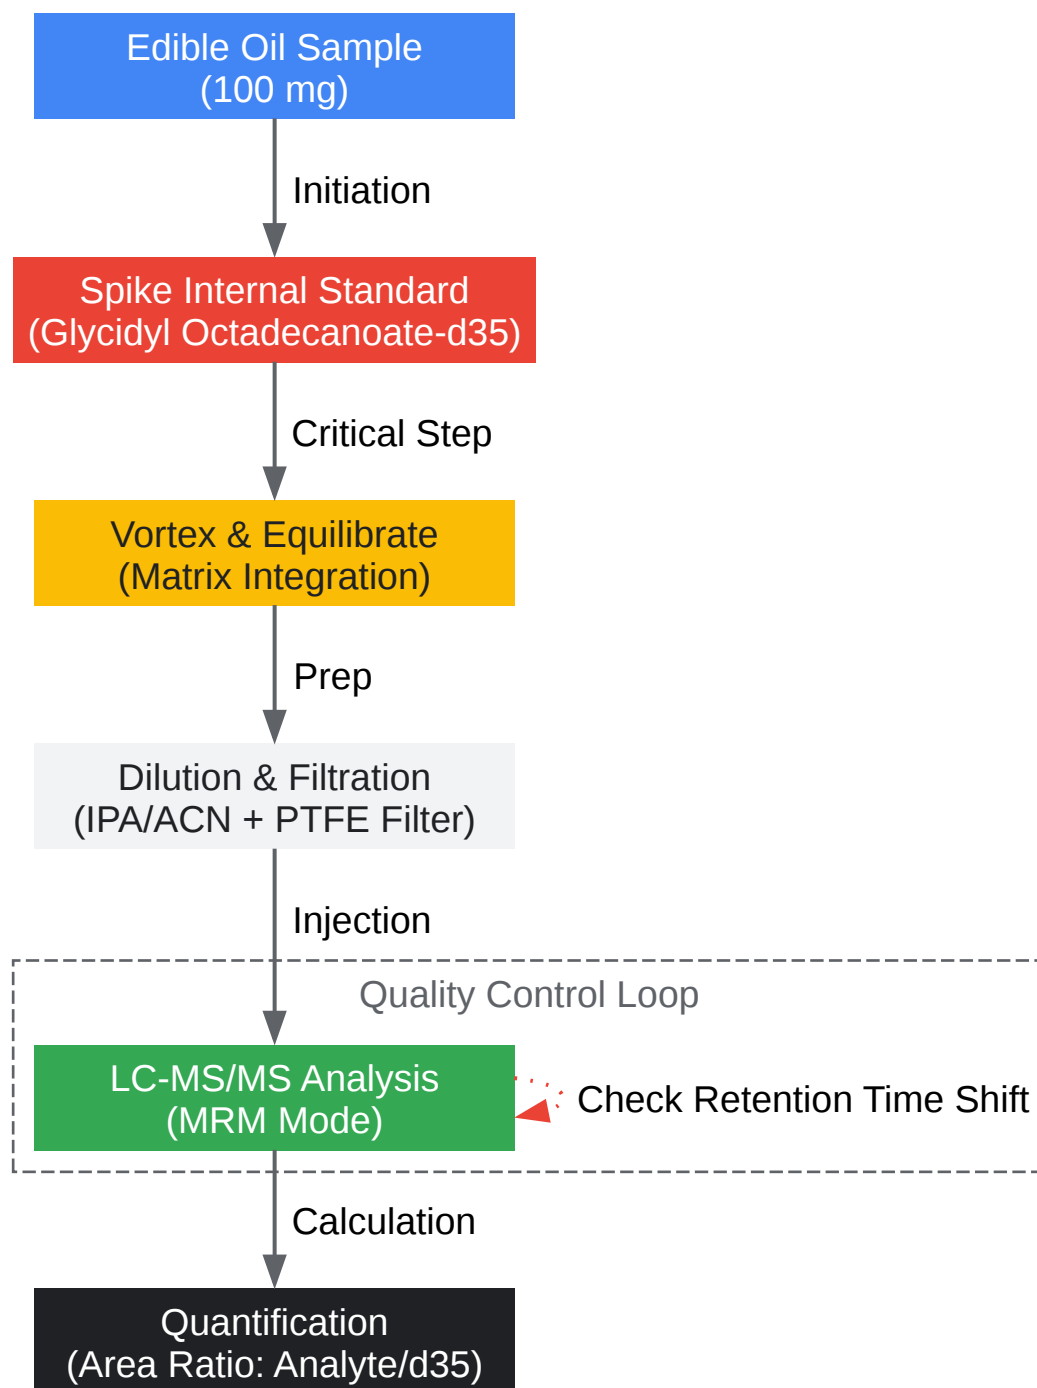 Edible Oil Sample
(100 mg)
Initiation
Spike Internal Standard
(Glycidyl Octadecanoate-d35)
Critical Step
Vortex & Equilibrate
(Matrix Integration)
Prep
Dilution & Filtration
(IPA/ACN + PTFE Filter)
Injection
Quality Control Loop
LC-MS/MS Analysis
(MRM Mode)
Check Retention Time Shift
Calculation
Quantification
(Area Ratio: Analyte/d35)